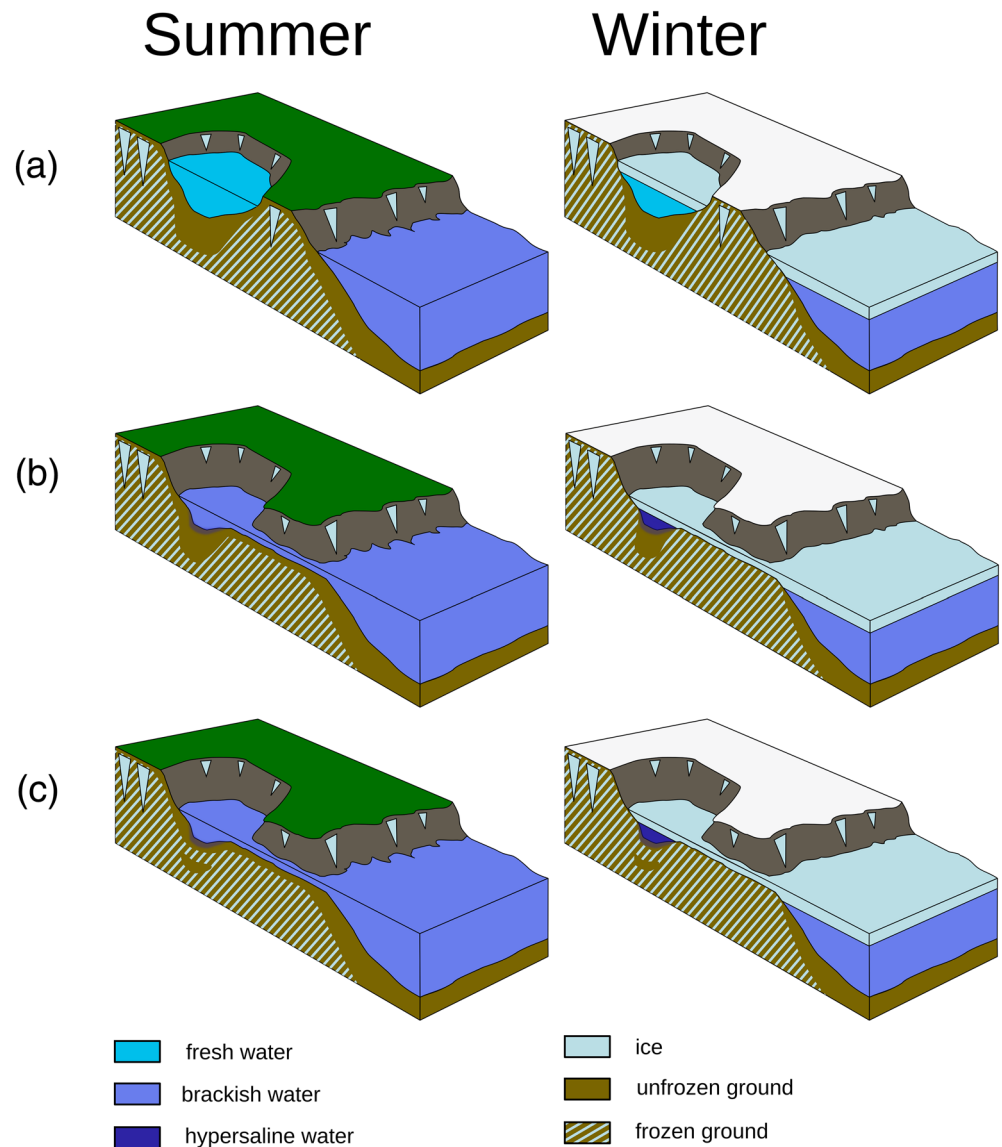 Summer Winter
(a)
(b)
(c)
fresh water
brackish water
hypersaline water
ice
unfrozen ground
frozen ground